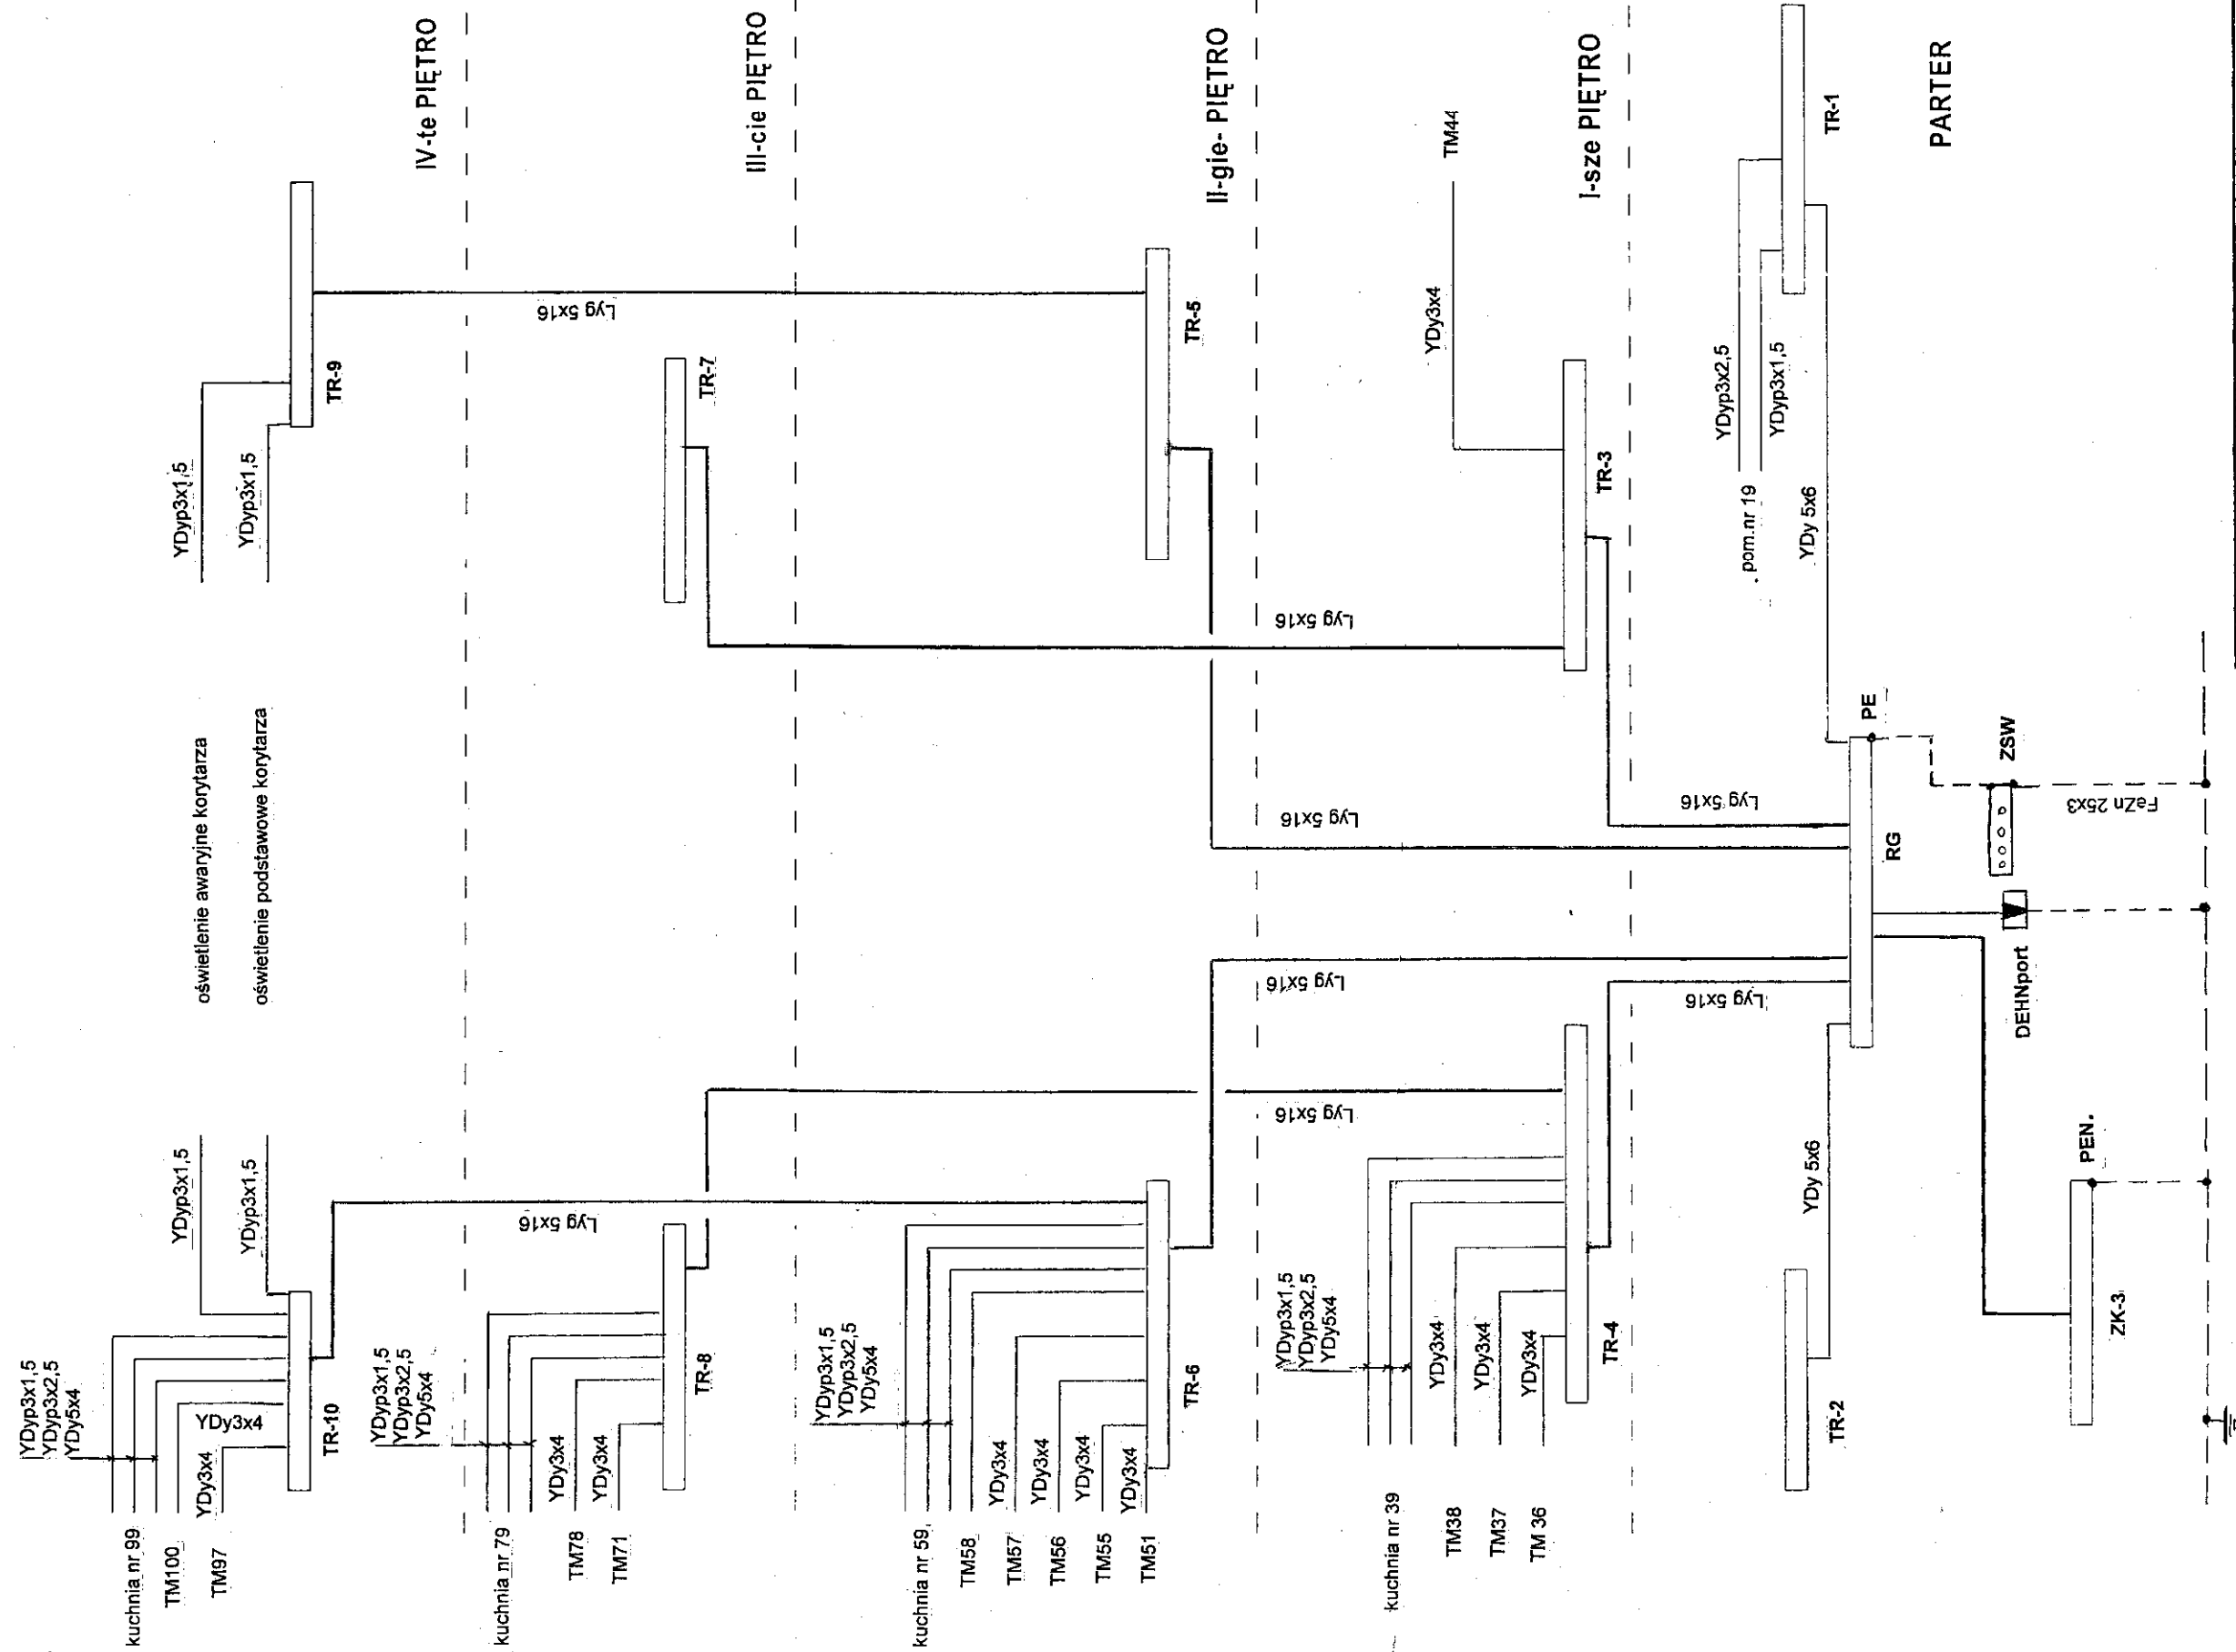 IV-te PIĘTRO
YDyp3x1,5
YDyp3x2,5
YDy5x4
kuchnia nr 99
TM100
YDy3x4
TM97
YDy3x4
TR-10
YDyp3x1,5
YDyp3x1,5
oświetlenie awaryjne korytarza
oświetlenie podstawowe korytarza
YDyp3x1,5
YDyp3x1,5
TR-9
III-cie PIĘTRO
YDyp3x1,5
YDyp3x2,5
YDy5x4
kuchnia nr 79
TM78
YDy3x4
TM71
YDy3x4
TR-8
Lyg 5x16
TR-7
Lyg 5x16
II-gie- PIĘTRO
YDyp3x1,5
YDyp3x2,5
YDy5x4
kuchnia nr 59
TM58
TM57
YDy3x4
TM56
YDy3x4
TM55
YDy3x4
TM51
YDy3x4
TR-6
TR-5
I-sze PIĘTRO
YDyp3x1,5
YDyp3x2,5
YDy5x4
kuchnia nr 39
TM38
YDy3x4
TM37
YDy3x4
TM 36
YDy3x4
TR-4
Lyg 5x16
Lyg 5x16
Lyg 5x16
Lyg 5x16
YDy3x4
TM44
TR-3
PARTER
TR-2
YDy 5x6
Lyg 5x16
Lyg 5x16
RG
PE
pom.nr 19
YDyp3x2,5
YDyp3x1,5
YDy 5x6
TR-1
ZK-3
PEN.
DEHNport
ZSW
FeZn 25x3